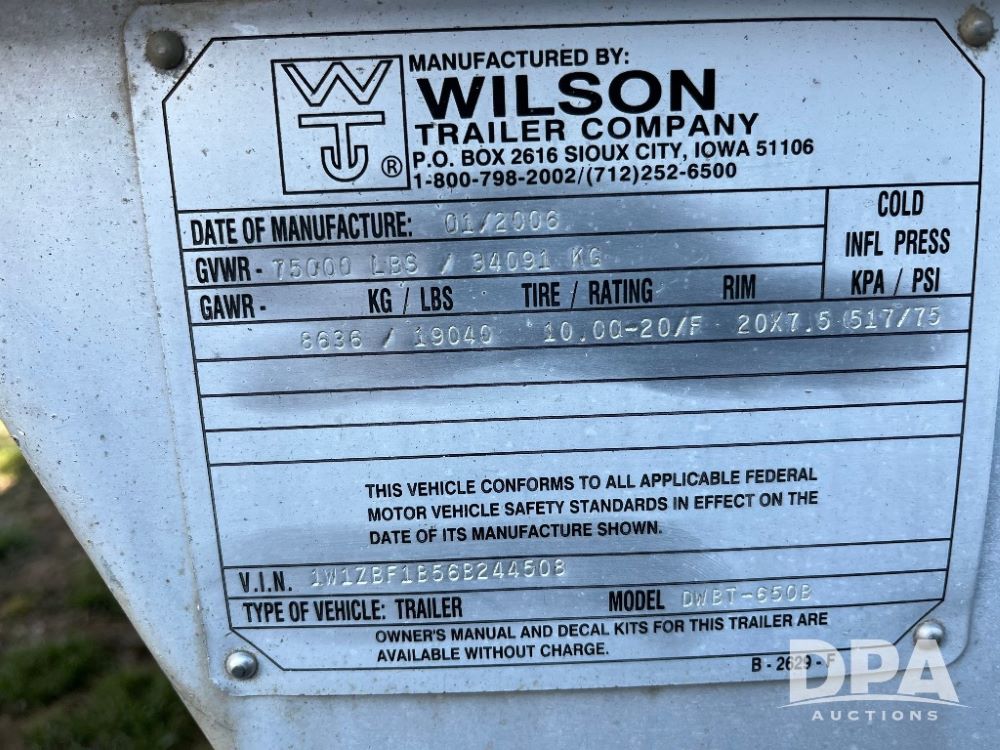 MANUFACTURED BY:
WILSON
TRAILER COMPANY
P.O. BOX 2616 SIOUX CITY, IOWA 51106
1-800-798-2002/(712)252-6500
WT ®
DATE OF MANUFACTURE: 01/2006
GVWR - 75000 LBS / 34091 KG
COLD
INFL PRESS
KPA / PSI
GAWR - KG / LBS TIRE / RATING RIM
8636 / 19040 10.00-20/F 20X7.5 517/75
THIS VEHICLE CONFORMS TO ALL APPLICABLE FEDERAL
MOTOR VEHICLE SAFETY STANDARDS IN EFFECT ON THE
DATE OF ITS MANUFACTURE SHOWN.
V.I.N. 1W1ZBF1B56B244508
TYPE OF VEHICLE: TRAILER MODEL DWBT-650B
OWNER'S MANUAL AND DECAL KITS FOR THIS TRAILER ARE
AVAILABLE WITHOUT CHARGE.
B - 2629 - F
DPA
AUCTIONS